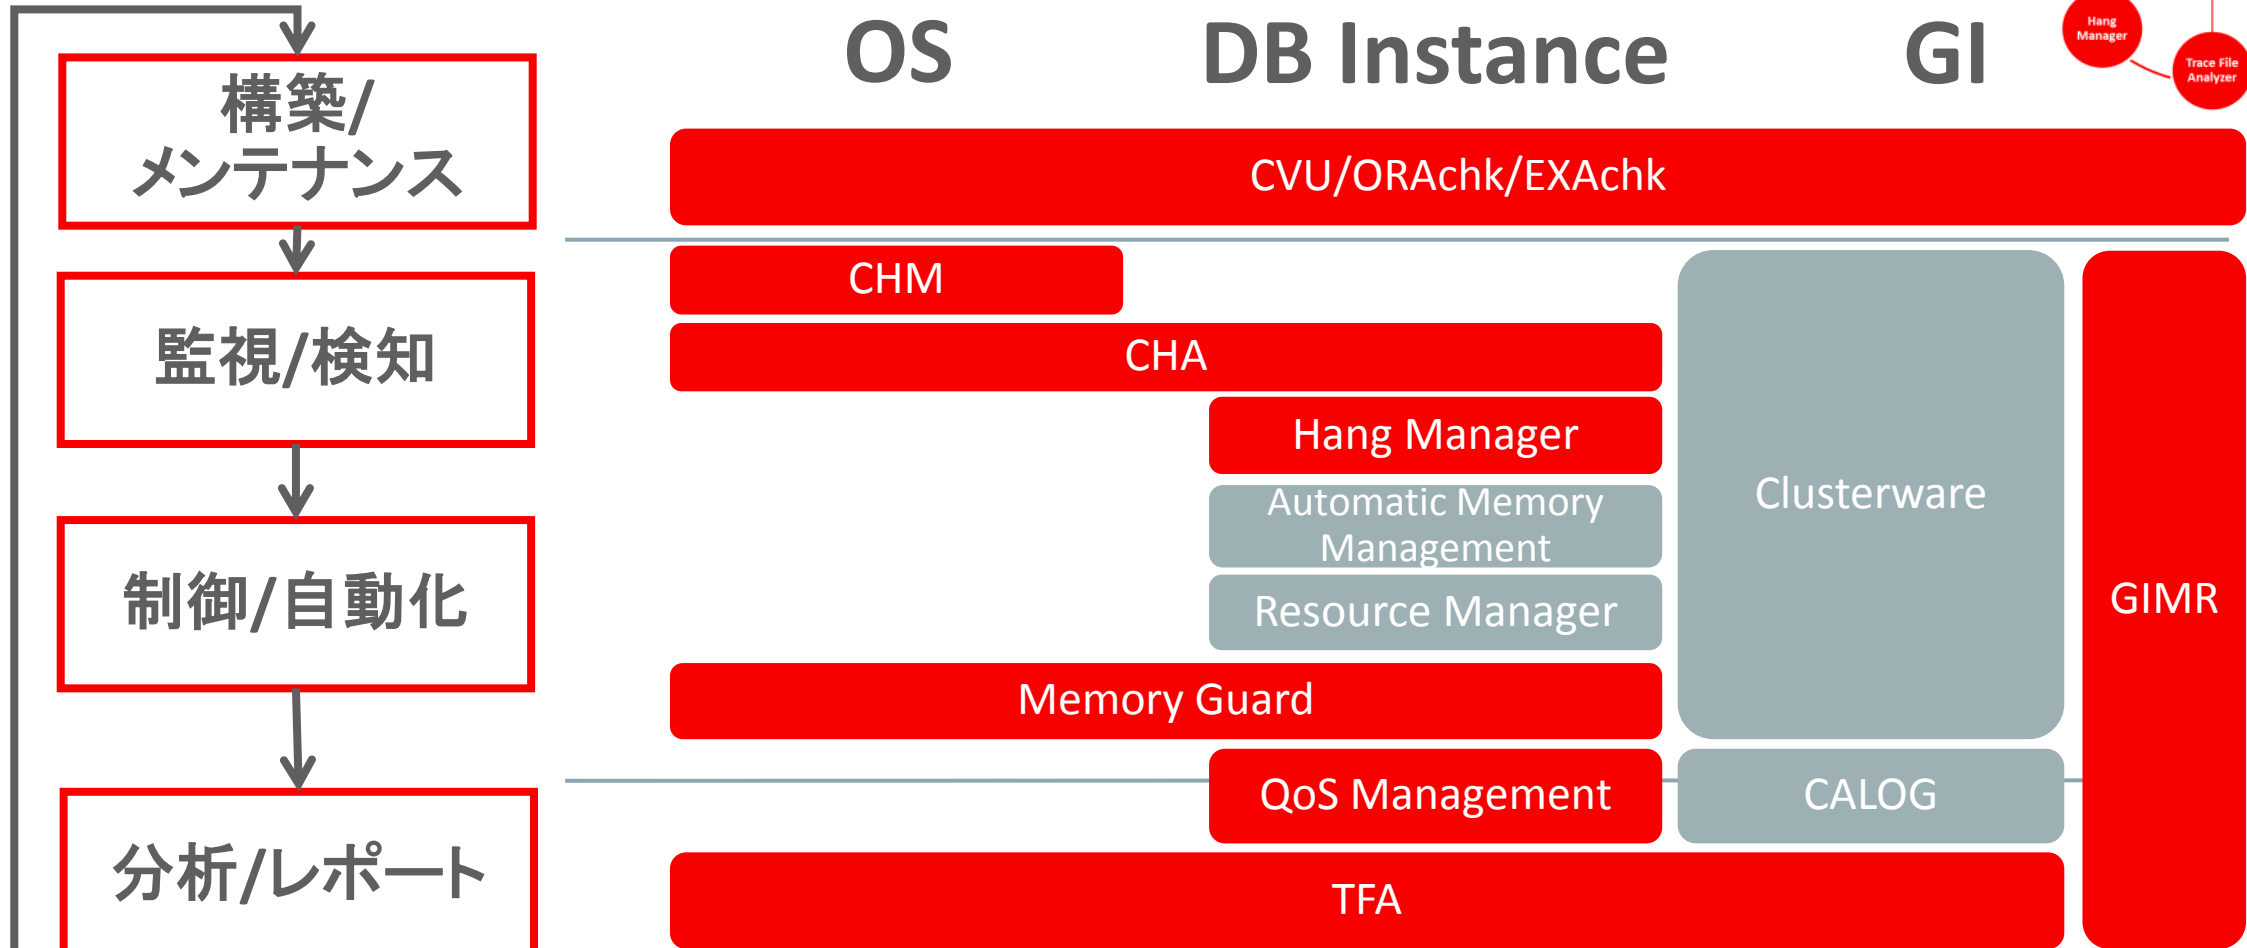 OS
DB Instance
GI
Hang
Manager
Trace File
Analyzer
構築/
メンテナンス
CVU/ORAchk/EXAchk
監視/検知
CHM
CHA
Hang Manager
Automatic Memory
Management
Resource Manager
Clusterware
GIMR
制御/自動化
Memory Guard
QoS Management
CALOG
分析/レポート
TFA